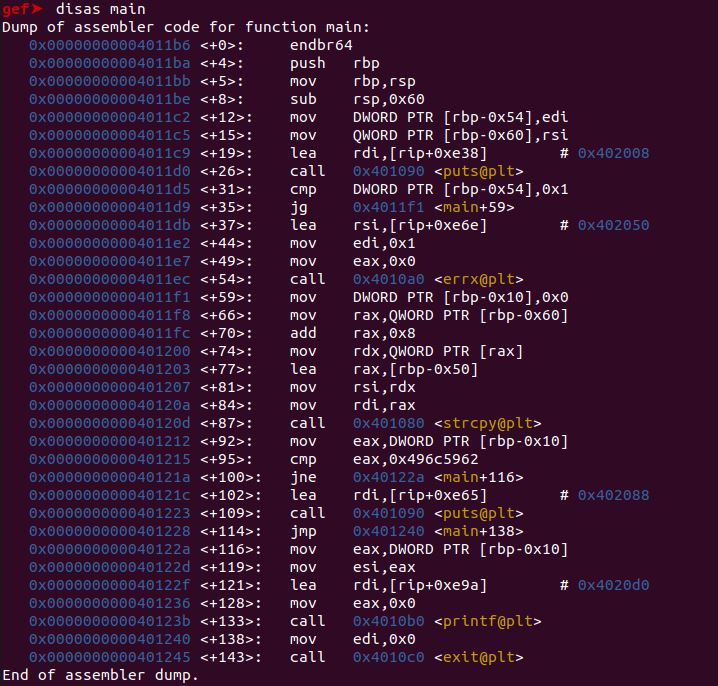 gef➤  disas main
Dump of assembler code for function main:
   0x00000000004011b6 <+0>:	endbr64
   0x00000000004011ba <+4>:	push   rbp
   0x00000000004011bb <+5>:	mov    rbp,rsp
   0x00000000004011be <+8>:	sub    rsp,0x60
   0x00000000004011c2 <+12>:	mov    DWORD PTR [rbp-0x54],edi
   0x00000000004011c5 <+15>:	mov    QWORD PTR [rbp-0x60],rsi
   0x00000000004011c9 <+19>:	lea    rdi,[rip+0xe38]        # 0x402008
   0x00000000004011d0 <+26>:	call   0x401090 <puts@plt>
   0x00000000004011d5 <+31>:	cmp    DWORD PTR [rbp-0x54],0x1
   0x00000000004011d9 <+35>:	jg     0x4011f1 <main+59>
   0x00000000004011db <+37>:	lea    rsi,[rip+0xe6e]        # 0x402050
   0x00000000004011e2 <+44>:	mov    edi,0x1
   0x00000000004011e7 <+49>:	mov    eax,0x0
   0x00000000004011ec <+54>:	call   0x4010a0 <errx@plt>
   0x00000000004011f1 <+59>:	mov    DWORD PTR [rbp-0x10],0x0
   0x00000000004011f8 <+66>:	mov    rax,QWORD PTR [rbp-0x60]
   0x00000000004011fc <+70>:	add    rax,0x8
   0x0000000000401200 <+74>:	mov    rdx,QWORD PTR [rax]
   0x0000000000401203 <+77>:	lea    rax,[rbp-0x50]
   0x0000000000401207 <+81>:	mov    rsi,rdx
   0x000000000040120a <+84>:	mov    rdi,rax
   0x000000000040120d <+87>:	call   0x401080 <strcpy@plt>
   0x0000000000401212 <+92>:	mov    eax,DWORD PTR [rbp-0x10]
   0x0000000000401215 <+95>:	cmp    eax,0x496c5962
   0x000000000040121a <+100>:	jne    0x40122a <main+116>
   0x000000000040121c <+102>:	lea    rdi,[rip+0xe65]        # 0x402088
   0x0000000000401223 <+109>:	call   0x401090 <puts@plt>
   0x0000000000401228 <+114>:	jmp    0x401240 <main+138>
   0x000000000040122a <+116>:	mov    eax,DWORD PTR [rbp-0x10]
   0x000000000040122d <+119>:	mov    esi,eax
   0x000000000040122f <+121>:	lea    rdi,[rip+0xe9a]        # 0x4020d0
   0x0000000000401236 <+128>:	mov    eax,0x0
   0x000000000040123b <+133>:	call   0x4010b0 <printf@plt>
   0x0000000000401240 <+138>:	mov    edi,0x0
   0x0000000000401245 <+143>:	call   0x4010c0 <exit@plt>
End of assembler dump.